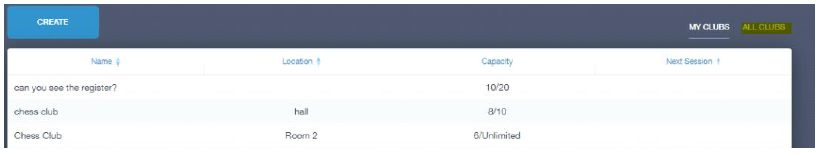 CREATE
MY CLUBS ALL CLUBS
Name Location Capacity Next Session
can you see the register? 10/20
chess club hall 8/10
Chess Club Room 2 6/Unlimited